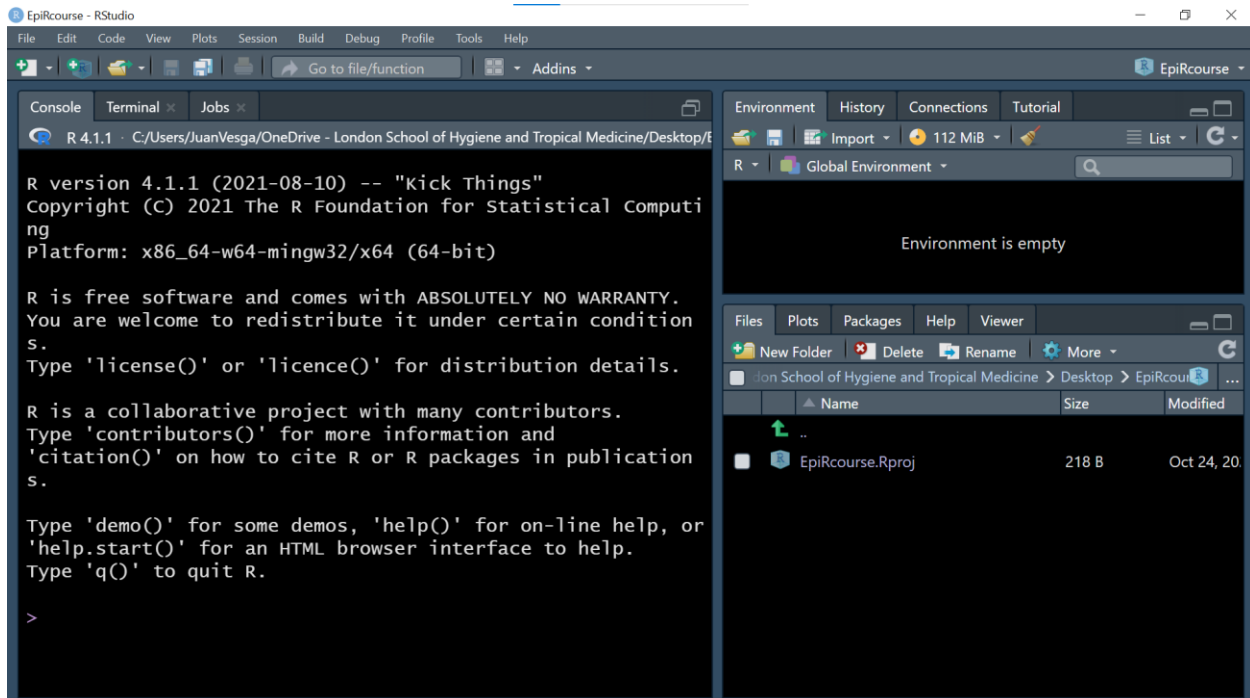 EpiRcourse - RStudio
File Edit Code View Plots Session Build Debug Profile Tools Help
Go to file/function Addins EpiRcourse
Console Terminal Jobs
R 4.1.1 · C:/Users/JuanVesga/OneDrive - London School of Hygiene and Tropical Medicine/Desktop/E
R version 4.1.1 (2021-08-10) -- "Kick Things"
Copyright (C) 2021 The R Foundation for Statistical Computi
ng
Platform: x86_64-w64-mingw32/x64 (64-bit)
R is free software and comes with ABSOLUTELY NO WARRANTY.
You are welcome to redistribute it under certain condition
s.
Type 'license()' or 'licence()' for distribution details.
R is a collaborative project with many contributors.
Type 'contributors()' for more information and
'citation()' on how to cite R or R packages in publication
s.
Type 'demo()' for some demos, 'help()' for on-line help, or
'help.start()' for an HTML browser interface to help.
Type 'q()' to quit R.
>
Environment History Connections Tutorial
Import 112 MiB List
R Global Environment
Environment is empty
Files Plots Packages Help Viewer
New Folder Delete Rename More
don School of Hygiene and Tropical Medicine > Desktop > EpiRcour ...
Name Size Modified
..
EpiRcourse.Rproj 218 B Oct 24, 20